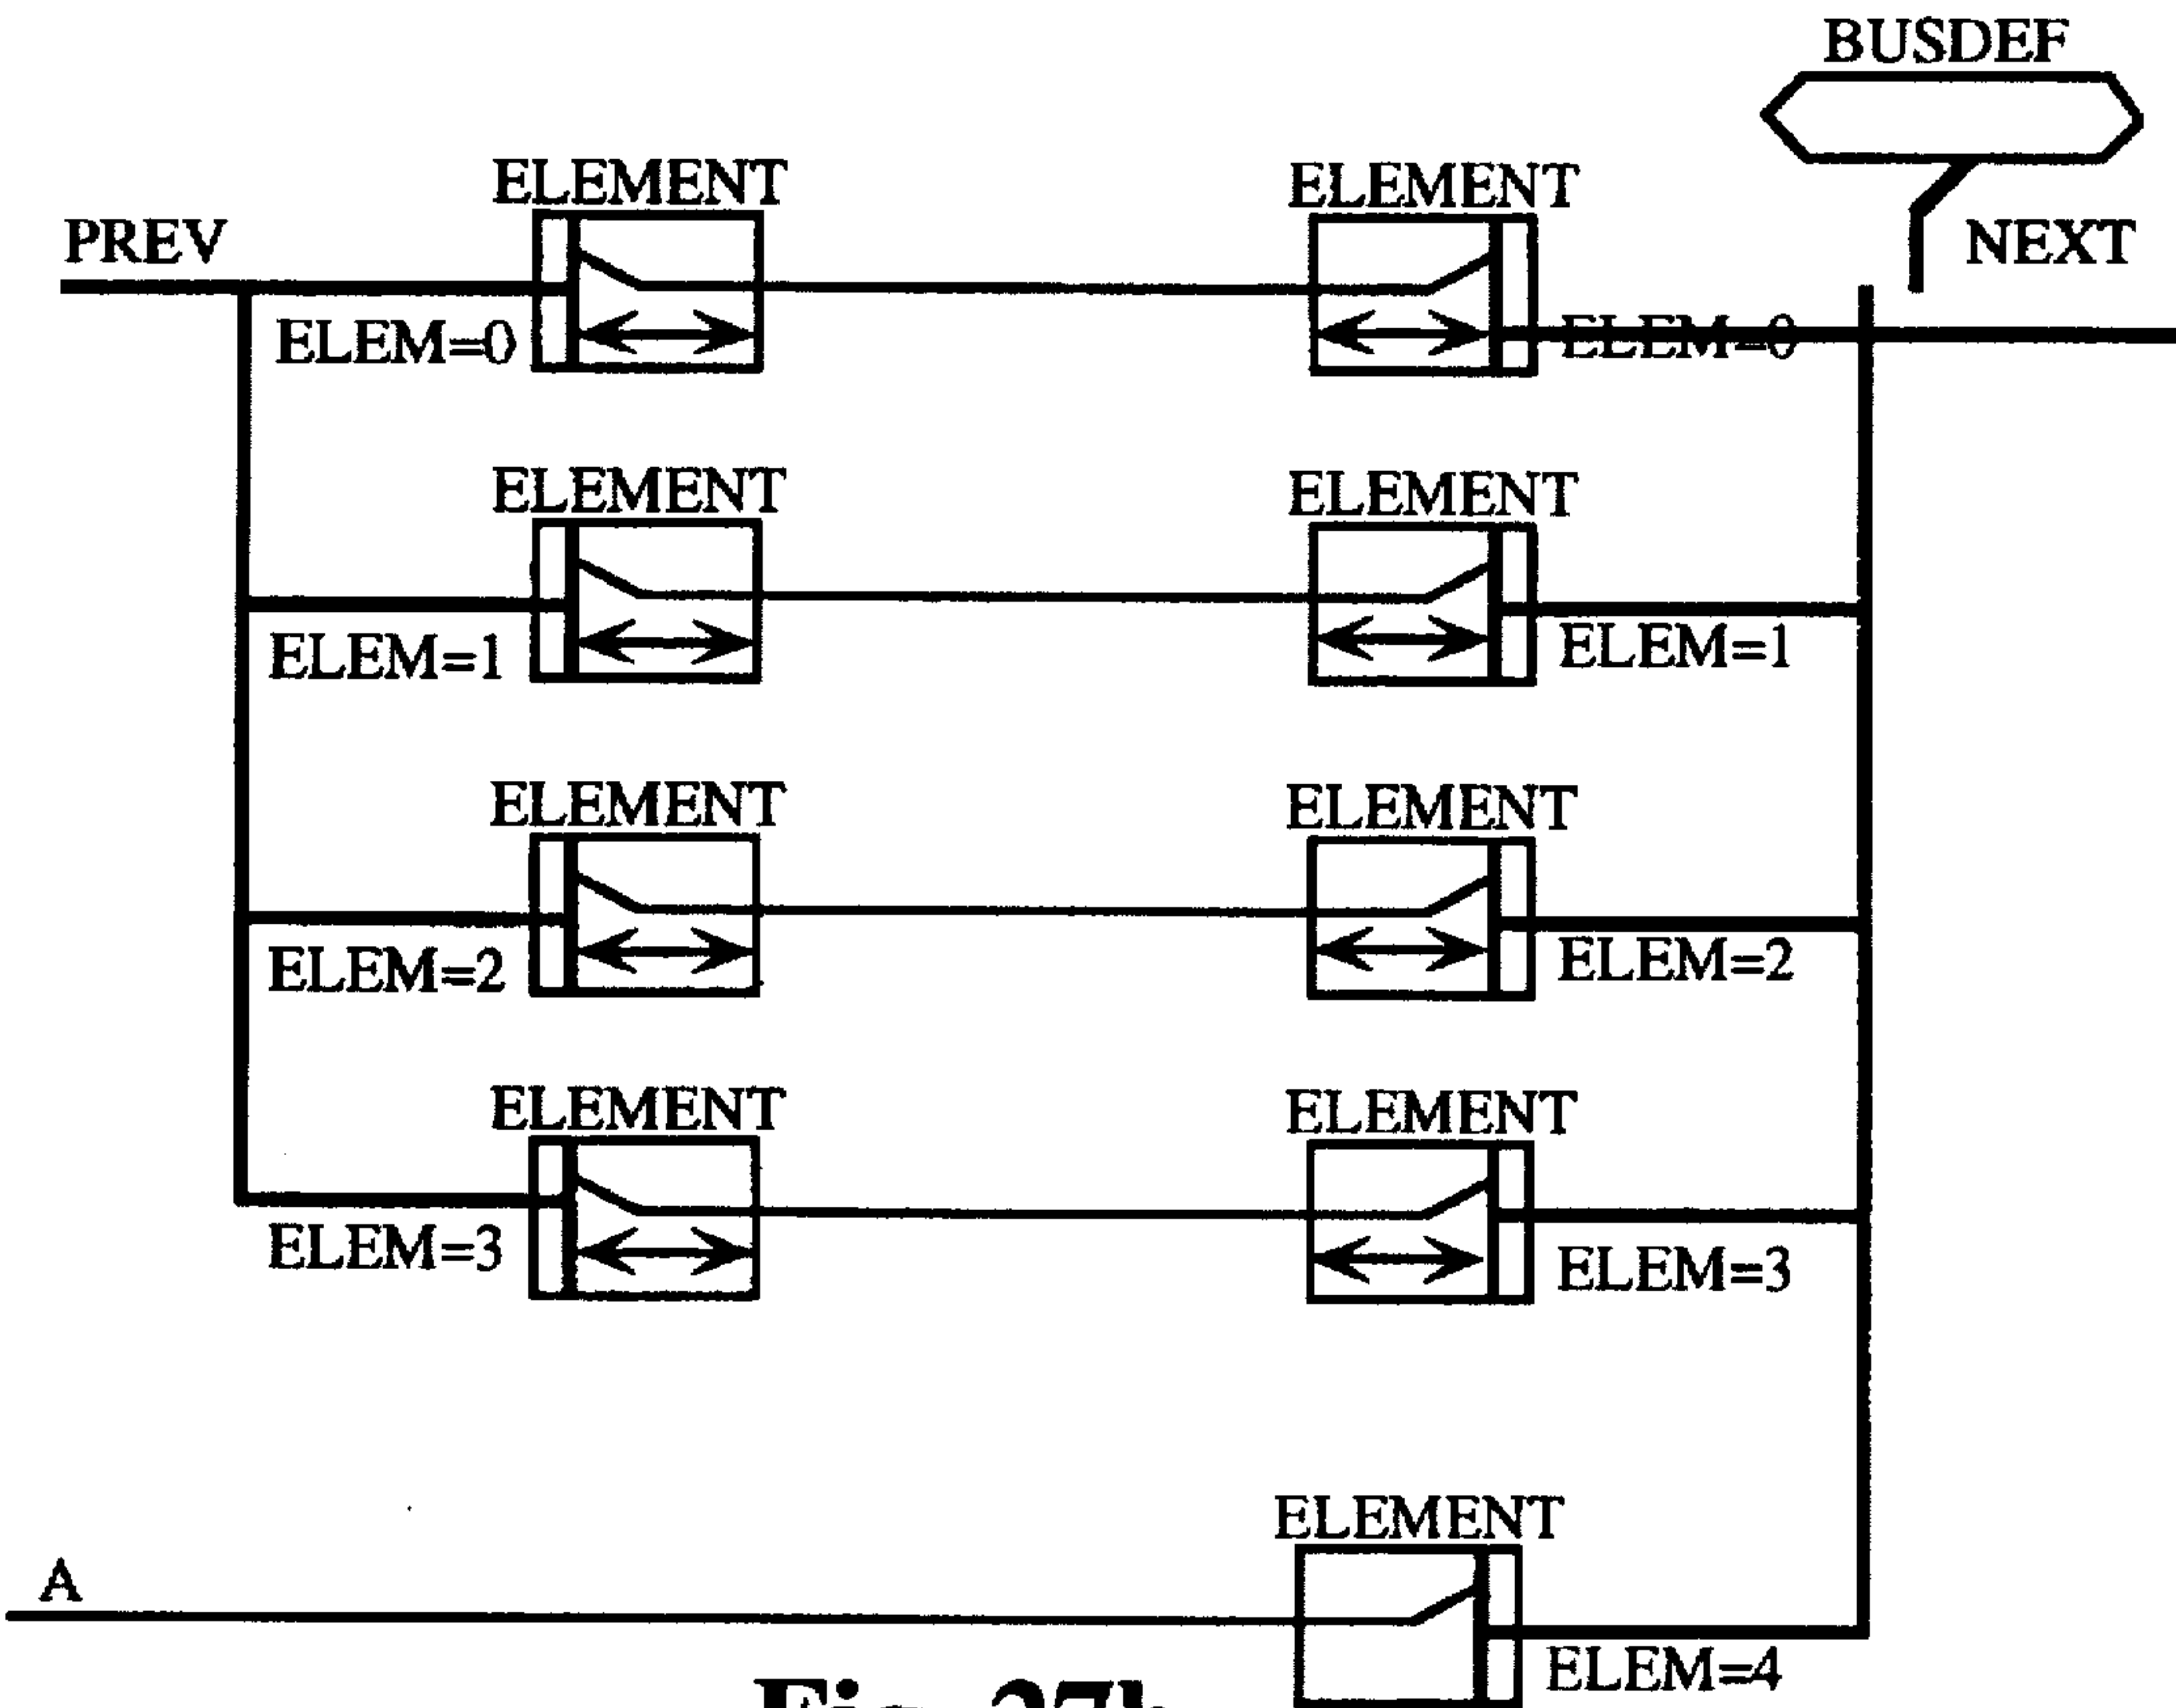 BUSDEF
ELEMENT ELEMENT
PREV NEXT
ELEM=0 ELEM=0
ELEMENT ELEMENT
ELEM=1 ELEM=1
ELEMENT ELEMENT
ELEM=2 ELEM=2
ELEMENT ELEMENT
ELEM=3 ELEM=3
ELEMENT
A
ELEM=4